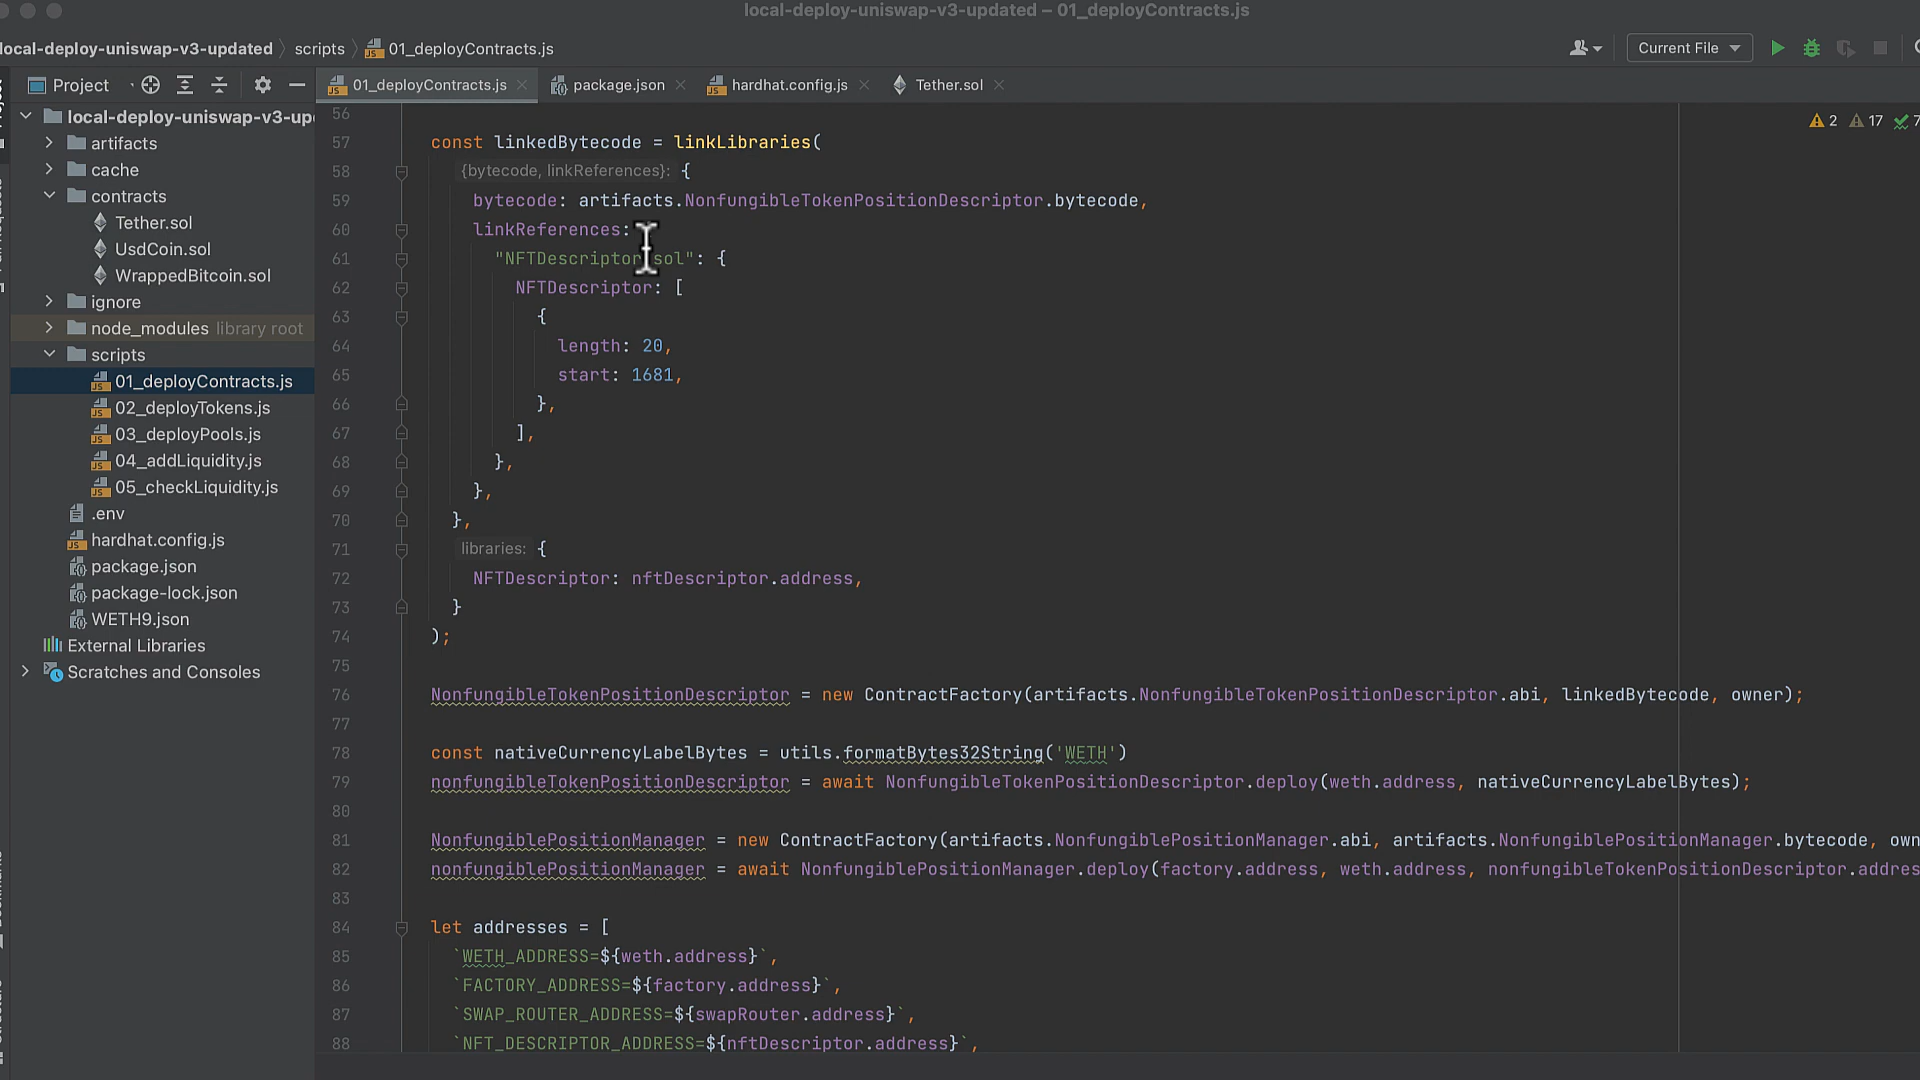 local-deploy-uniswap-v3-updated – 01_deployContracts.js
local-deploy-uniswap-v3-updated scripts 01_deployContracts.js
Current File
Project
01_deployContracts.js
package.json
hardhat.config.js
Tether.sol
local-deploy-uniswap-v3-up
artifacts
cache
contracts
Tether.sol
UsdCoin.sol
WrappedBitcoin.sol
ignore
node_modules library root
scripts
01_deployContracts.js
02_deployTokens.js
03_deployPools.js
04_addLiquidity.js
05_checkLiquidity.js
.env
hardhat.config.js
package.json
package-lock.json
WETH9.json
External Libraries
Scratches and Consoles
2 17 7
56
57 const linkedBytecode = linkLibraries(
58 {bytecode, linkReferences}: {
59 bytecode: artifacts.NonfungibleTokenPositionDescriptor.bytecode,
60 linkReferences:
61 "NFTDescriptor.sol": {
62 NFTDescriptor: [
63 {
64 length: 20,
65 start: 1681,
66 },
67 ],
68 },
69 },
70 },
71 libraries: {
72 NFTDescriptor: nftDescriptor.address,
73 }
74 );
75
76 NonfungibleTokenPositionDescriptor = new ContractFactory(artifacts.NonfungibleTokenPositionDescriptor.abi, linkedBytecode, owner);
77
78 const nativeCurrencyLabelBytes = utils.formatBytes32String('WETH')
79 nonfungibleTokenPositionDescriptor = await NonfungibleTokenPositionDescriptor.deploy(weth.address, nativeCurrencyLabelBytes);
80
81 NonfungiblePositionManager = new ContractFactory(artifacts.NonfungiblePositionManager.abi, artifacts.NonfungiblePositionManager.bytecode, own
82 nonfungiblePositionManager = await NonfungiblePositionManager.deploy(factory.address, weth.address, nonfungibleTokenPositionDescriptor.addres
83
84 let addresses = [
85 `WETH_ADDRESS=${weth.address}`,
86 `FACTORY_ADDRESS=${factory.address}`,
87 `SWAP_ROUTER_ADDRESS=${swapRouter.address}`,
88 `NFT_DESCRIPTOR_ADDRESS=${nftDescriptor.address}`,